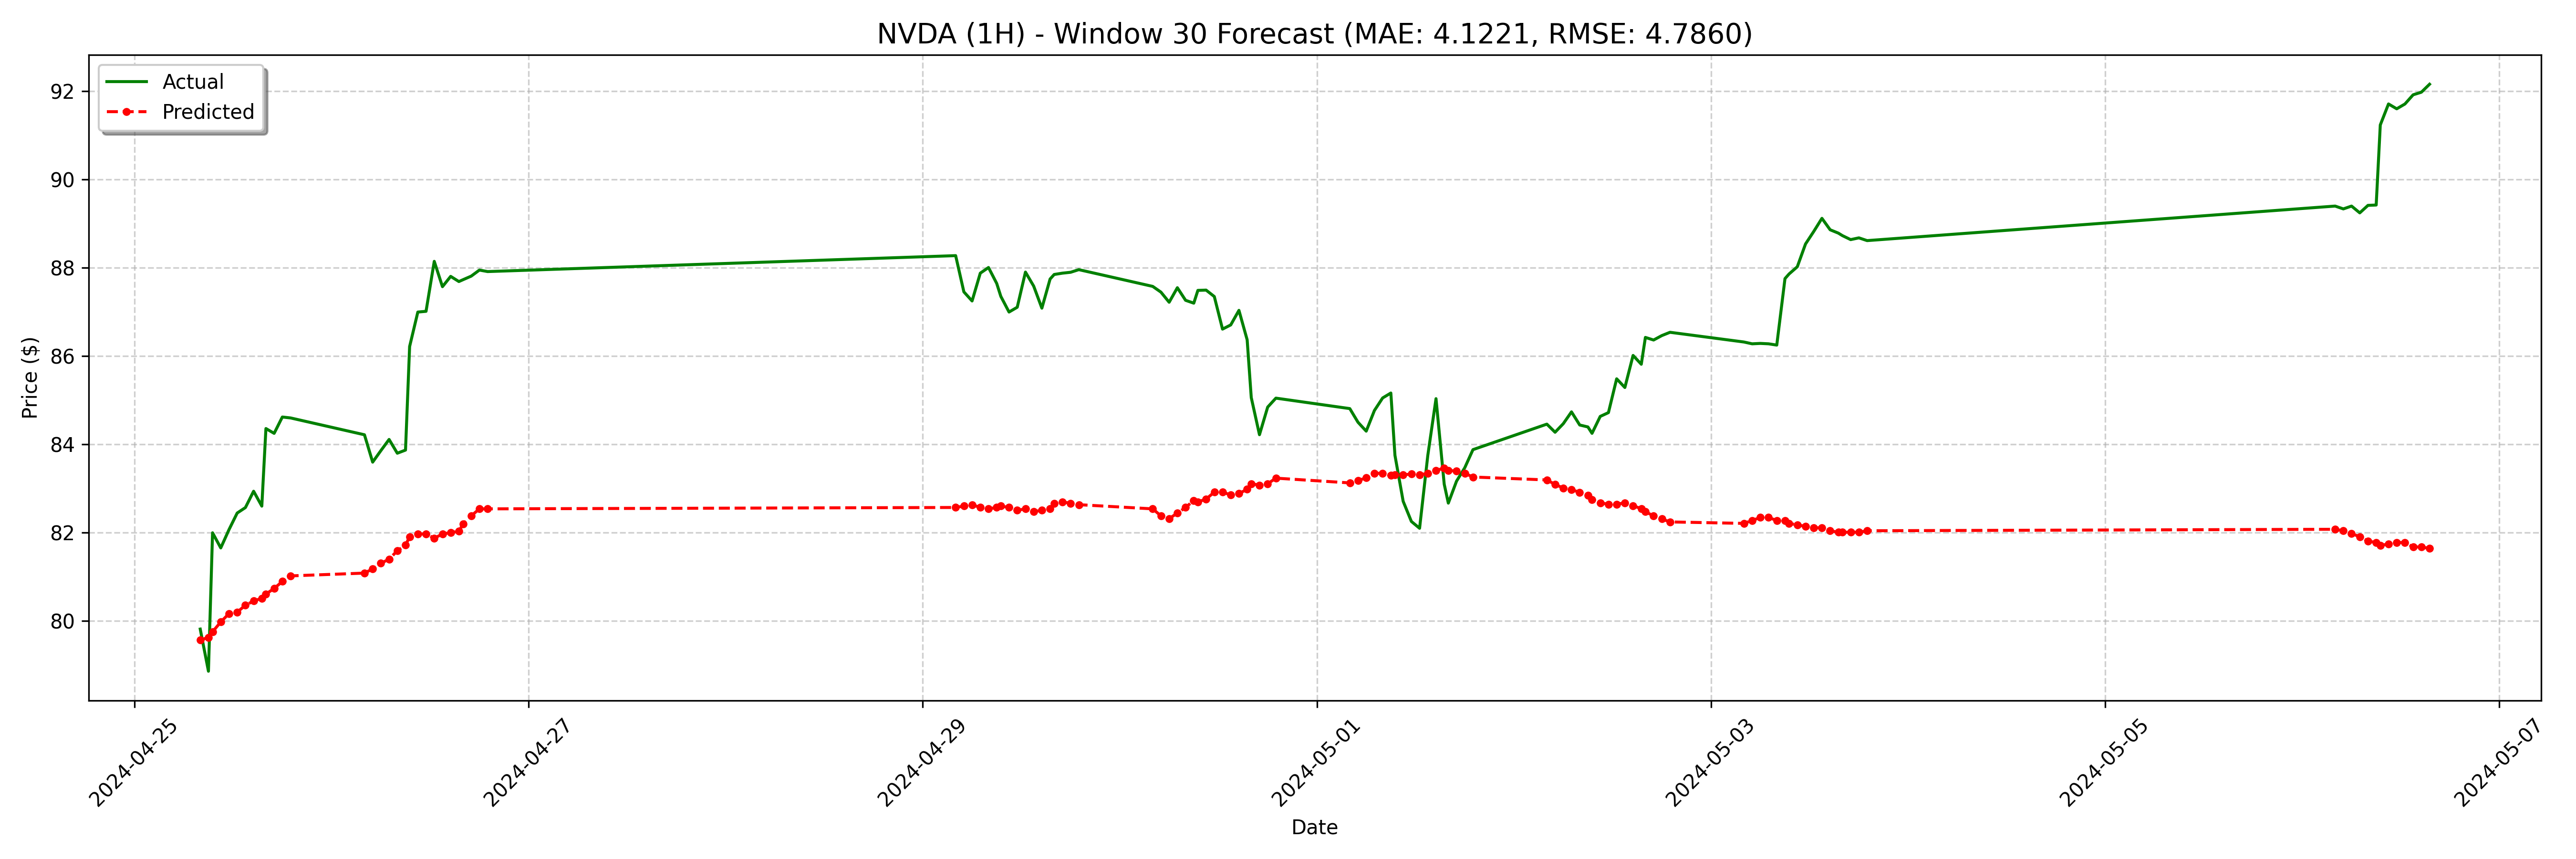 NVDA (1H) - Window 30 Forecast (MAE: 4.1221, RMSE: 4.7860)
Actual
Predicted
Price ($)
92
90
88
86
84
82
80
2024-04-25
2024-04-27
2024-04-29
2024-05-01
2024-05-03
2024-05-05
2024-05-07
Date